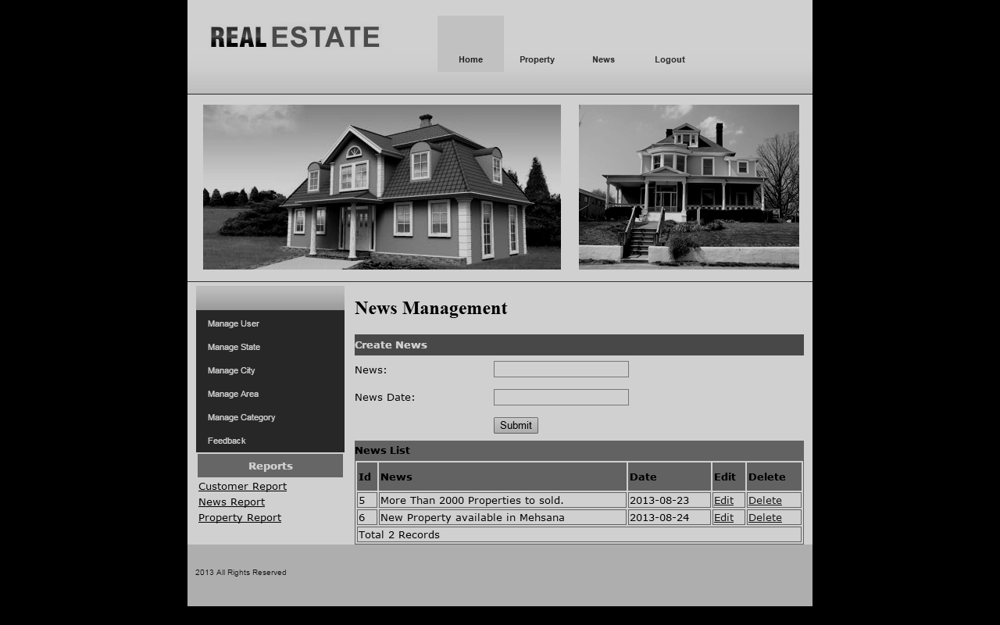 REAL ESTATE
Home Property News Logout
News Management
Manage User
Manage State
Manage City
Manage Area
Manage Category
Feedback
Reports
Customer Report
News Report
Property Report
Create News
News:
News Date:
Submit
News List
Id News Date Edit Delete
5 More Than 2000 Properties to sold. 2013-08-23 Edit Delete
6 New Property available in Mehsana 2013-08-24 Edit Delete
Total 2 Records
2013 All Rights Reserved